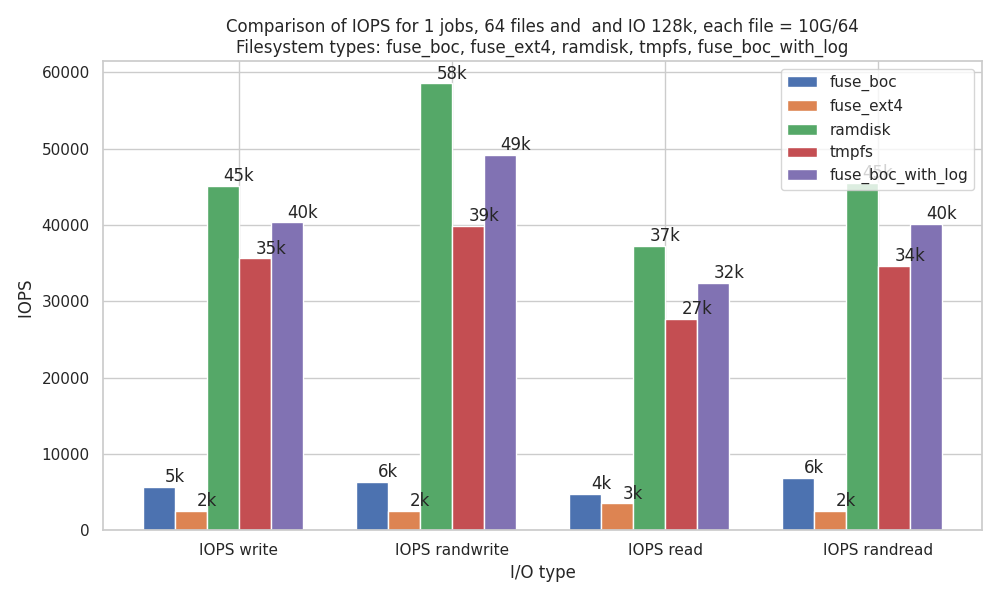 Comparison of IOPS for 1 jobs, 64 files and  and IO 128k, each file = 10G/64
Filesystem types: fuse_boc, fuse_ext4, ramdisk, tmpfs, fuse_boc_with_log
60000
50000
40000
30000
20000
10000
0
IOPS
5k
2k
45k
35k
40k
6k
2k
58k
39k
49k
4k
3k
37k
27k
32k
6k
2k
45k
34k
40k
fuse_boc
fuse_ext4
ramdisk
tmpfs
fuse_boc_with_log
IOPS write
IOPS randwrite
IOPS read
IOPS randread
I/O type